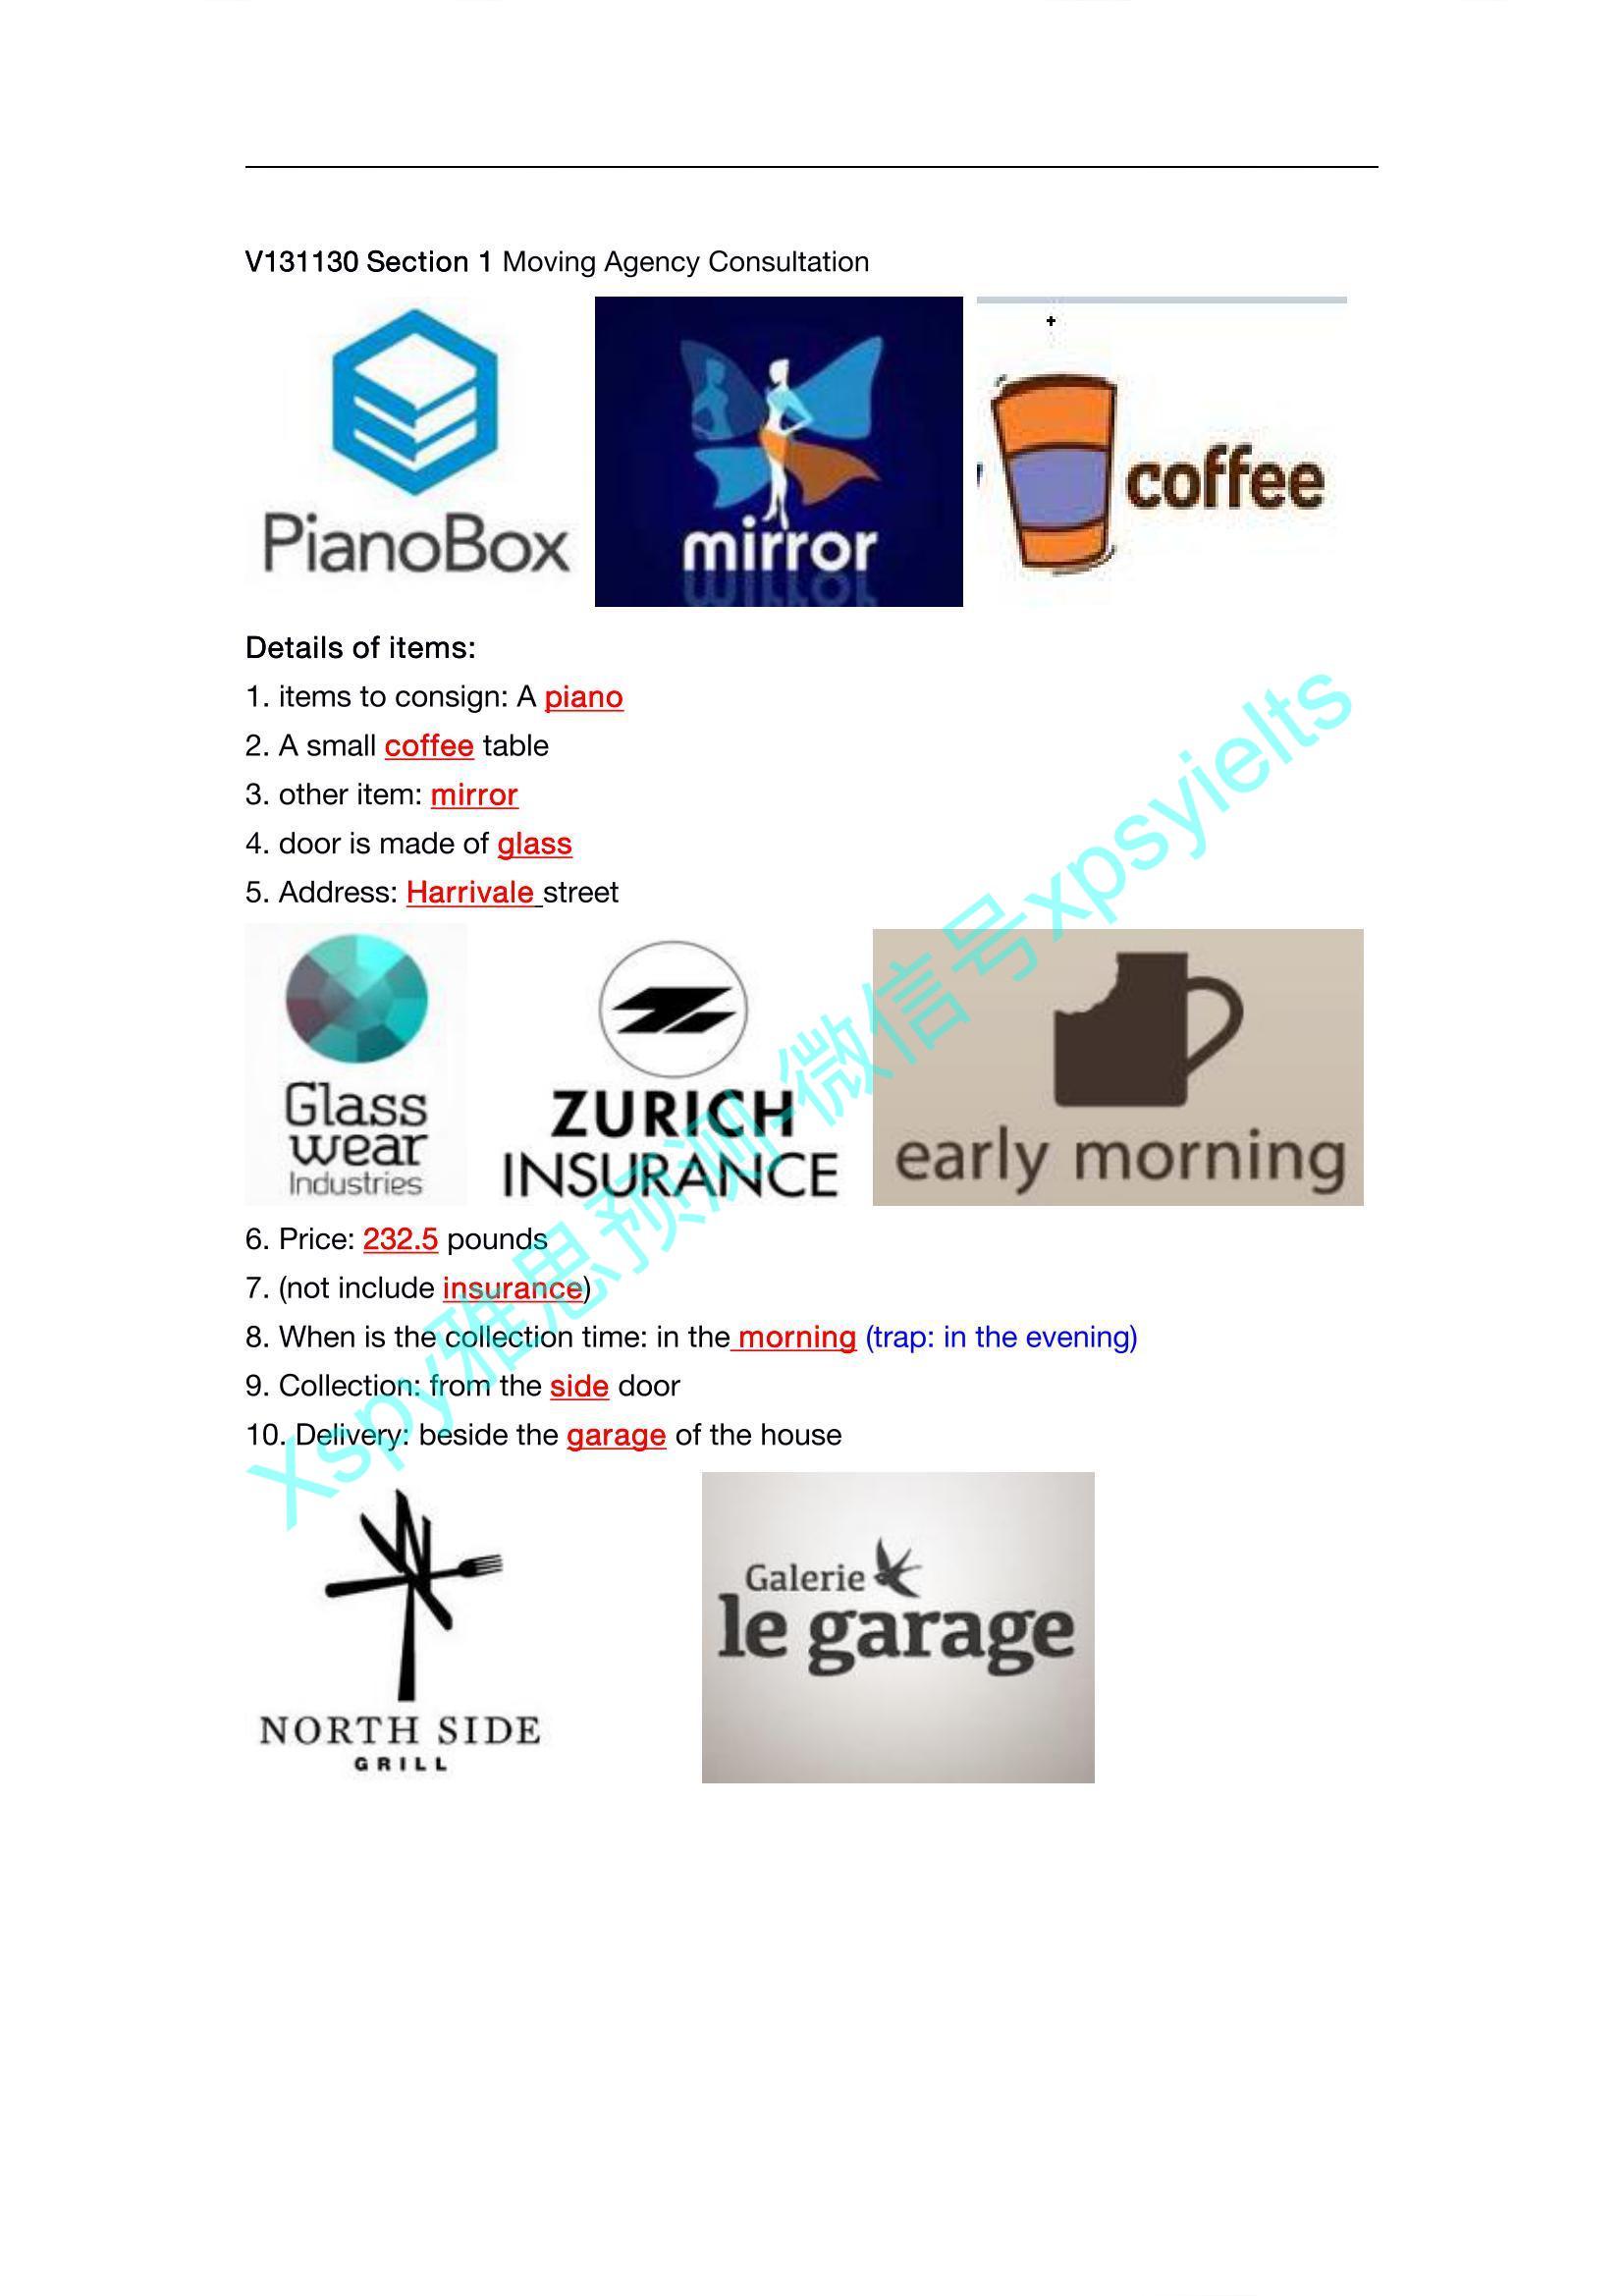 V131130 Section 1 Moving Agency Consultation
PianoBox
mirror
coffee
Details of items:
1. items to consign: A piano
2. A small coffee table
3. other item: mirror
4. door is made of glass
5. Address: Harrivale street
Glass
wear
Industries
ZURICH
INSURANCE
early morning
6. Price: 232.5 pounds
7. (not include insurance)
8. When is the collection time: in the morning (trap: in the evening)
9. Collection: from the side door
10. Delivery: beside the garage of the house
NORTH SIDE
GRILL
Galerie
le garage
Xspy雅思预测-微信号xpsyielts